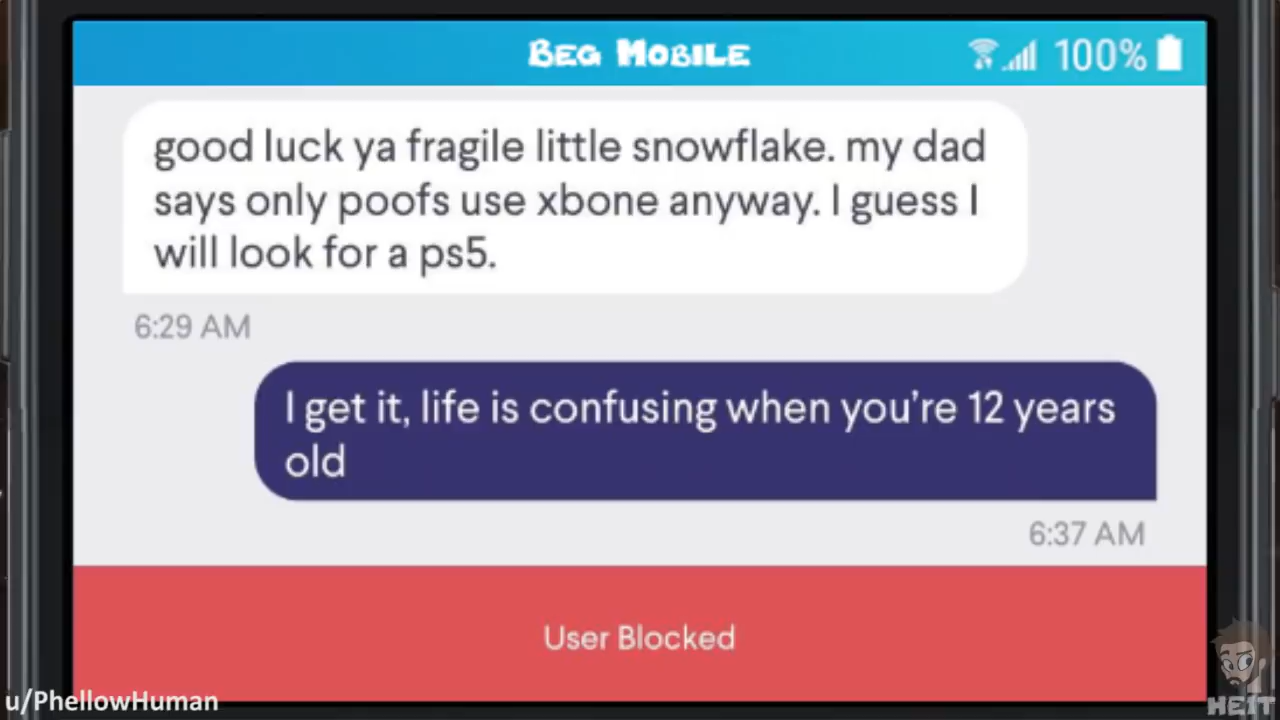 Beg Mobile
100%
good luck ya fragile little snowflake. my dad
says only poofs use xbone anyway. I guess I
will look for a ps5.
6:29 AM
I get it, life is confusing when you're 12 years
old
6:37 AM
User Blocked
u/PhellowHuman
HEIT